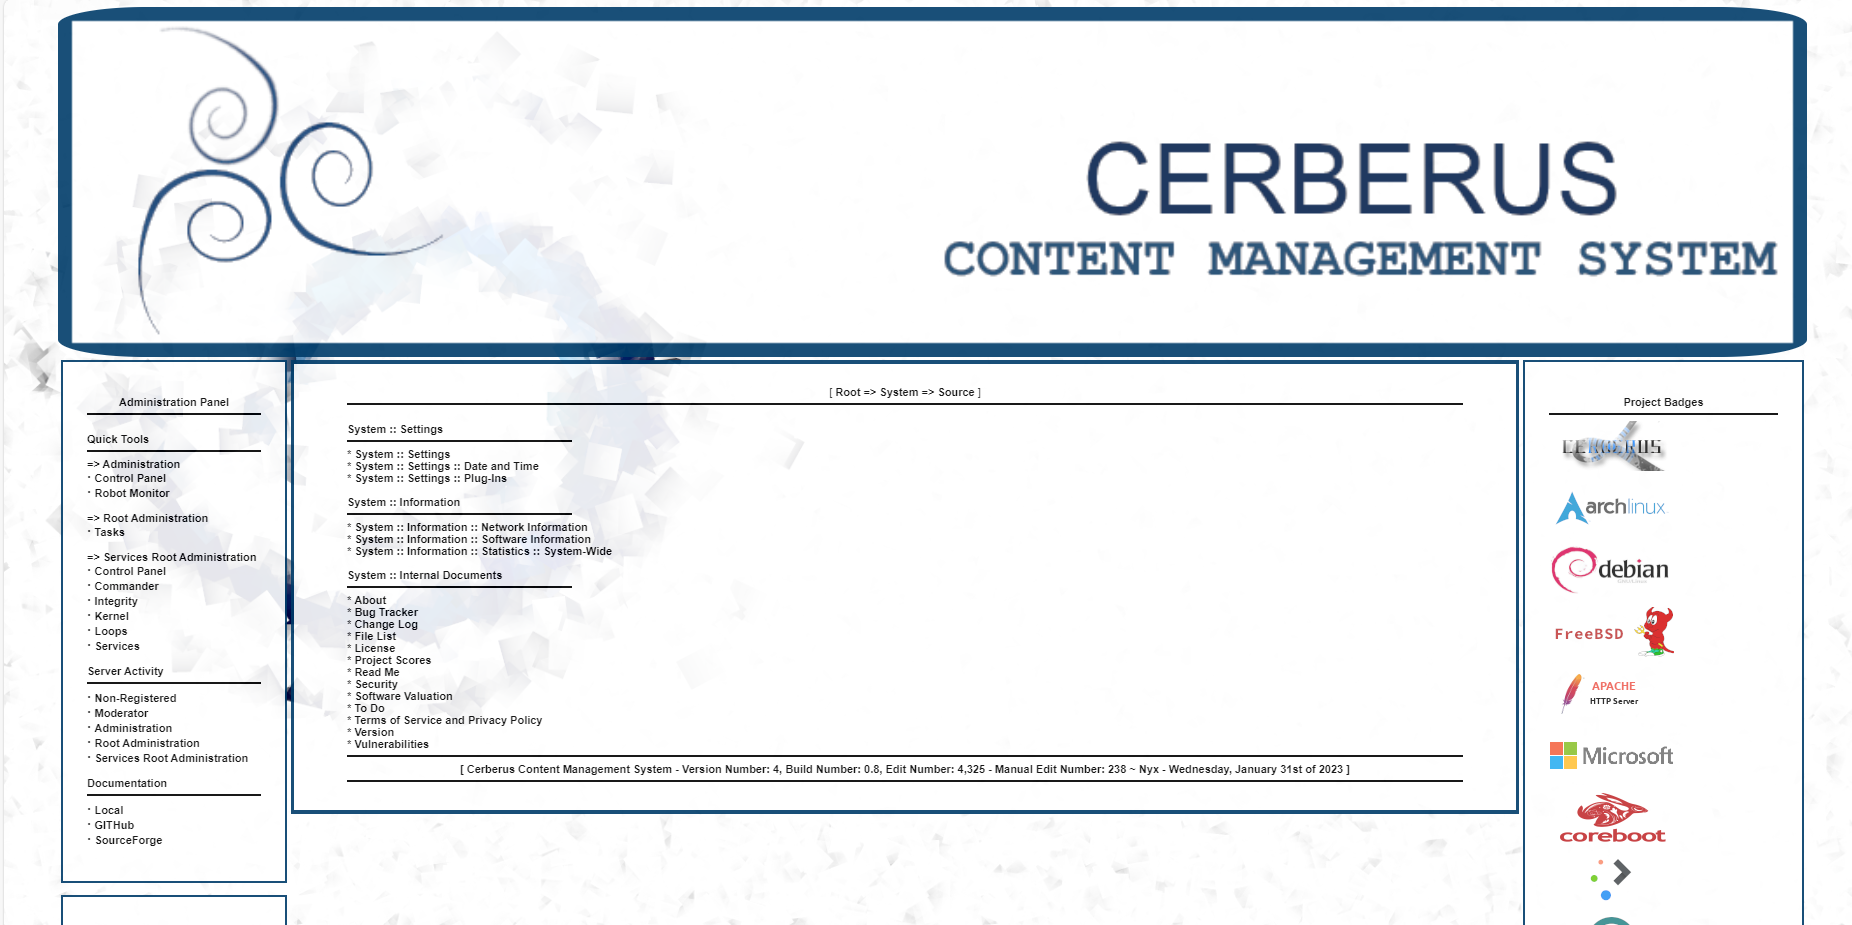 CERBERUS
CONTENT MANAGEMENT SYSTEM
Administration Panel
Quick Tools
=> Administration
· Control Panel
· Robot Monitor
=> Root Administration
· Tasks
=> Services Root Administration
· Control Panel
· Commander
· Integrity
· Kernel
· Loops
· Services
Server Activity
· Non-Registered
· Moderator
· Administration
· Root Administration
· Services Root Administration
Documentation
· Local
· GITHub
· SourceForge
[ Root => System => Source ]
System :: Settings
* System :: Settings
* System :: Settings :: Date and Time
* System :: Settings :: Plug-Ins
System :: Information
* System :: Information :: Network Information
* System :: Information :: Software Information
* System :: Information :: Statistics :: System-Wide
System :: Internal Documents
* About
* Bug Tracker
* Change Log
* File List
* License
* Project Scores
* Read Me
* Security
* Software Valuation
* To Do
* Terms of Service and Privacy Policy
* Version
* Vulnerabilities
[ Cerberus Content Management System - Version Number: 4, Build Number: 0.8, Edit Number: 4,325 - Manual Edit Number: 238 ~ Nyx - Wednesday, January 31st of 2023 ]
Project Badges
CERBERUS
archlinux
debian
FreeBSD
APACHE
HTTP Server
Microsoft
coreboot